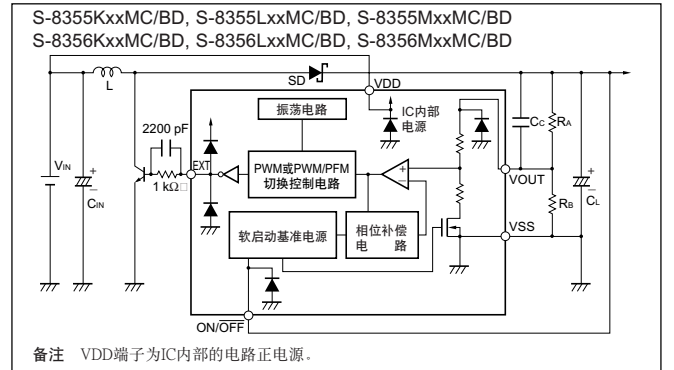 S-8355KxxMC/BD, S-8355LxxMC/BD, S-8355MxxMC/BD
S-8356KxxMC/BD, S-8356LxxMC/BD, S-8356MxxMC/BD
L
SD
VDD
振荡电路
IC内部
电源
2200 pF
EXT
PWM或PWM/PFM
切换控制电路
+
−
CC
RA
VOUT
VIN
+
−
CIN
1 kΩ□
RB
+
−
CL
VSS
软启动基准电源
相位补偿
电 路
ON/OFF
备注 VDD端子为IC内部的电路正电源。